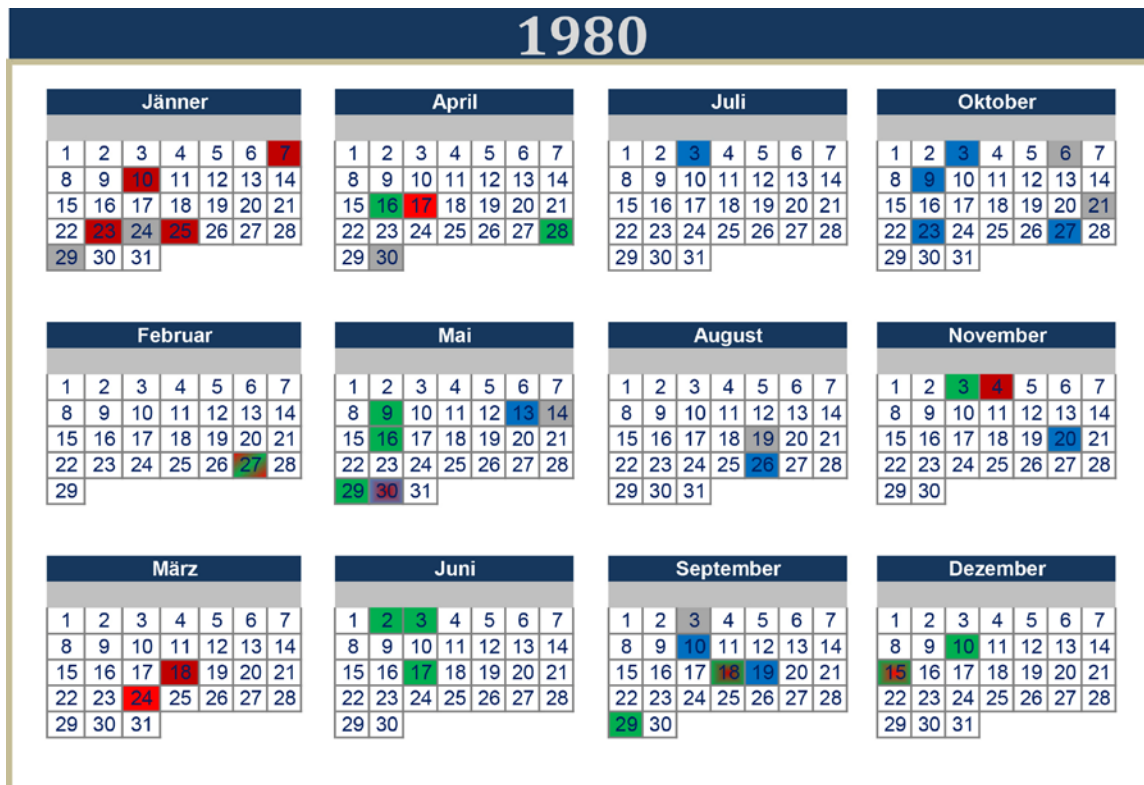 1980
Jänner
1 2 3 4 5 6 7
8 9 10 11 12 13 14
15 16 17 18 19 20 21
22 23 24 25 26 27 28
29 30 31
April
1 2 3 4 5 6 7
8 9 10 11 12 13 14
15 16 17 18 19 20 21
22 23 24 25 26 27 28
29 30
Juli
1 2 3 4 5 6 7
8 9 10 11 12 13 14
15 16 17 18 19 20 21
22 23 24 25 26 27 28
29 30 31
Oktober
1 2 3 4 5 6 7
8 9 10 11 12 13 14
15 16 17 18 19 20 21
22 23 24 25 26 27 28
29 30 31
Februar
1 2 3 4 5 6 7
8 9 10 11 12 13 14
15 16 17 18 19 20 21
22 23 24 25 26 27 28
29
Mai
1 2 3 4 5 6 7
8 9 10 11 12 13 14
15 16 17 18 19 20 21
22 23 24 25 26 27 28
29 30 31
August
1 2 3 4 5 6 7
8 9 10 11 12 13 14
15 16 17 18 19 20 21
22 23 24 25 26 27 28
29 30 31
November
1 2 3 4 5 6 7
8 9 10 11 12 13 14
15 16 17 18 19 20 21
22 23 24 25 26 27 28
29 30
März
1 2 3 4 5 6 7
8 9 10 11 12 13 14
15 16 17 18 19 20 21
22 23 24 25 26 27 28
29 30 31
Juni
1 2 3 4 5 6 7
8 9 10 11 12 13 14
15 16 17 18 19 20 21
22 23 24 25 26 27 28
29 30
September
1 2 3 4 5 6 7
8 9 10 11 12 13 14
15 16 17 18 19 20 21
22 23 24 25 26 27 28
29 30
Dezember
1 2 3 4 5 6 7
8 9 10 11 12 13 14
15 16 17 18 19 20 21
22 23 24 25 26 27 28
29 30 31